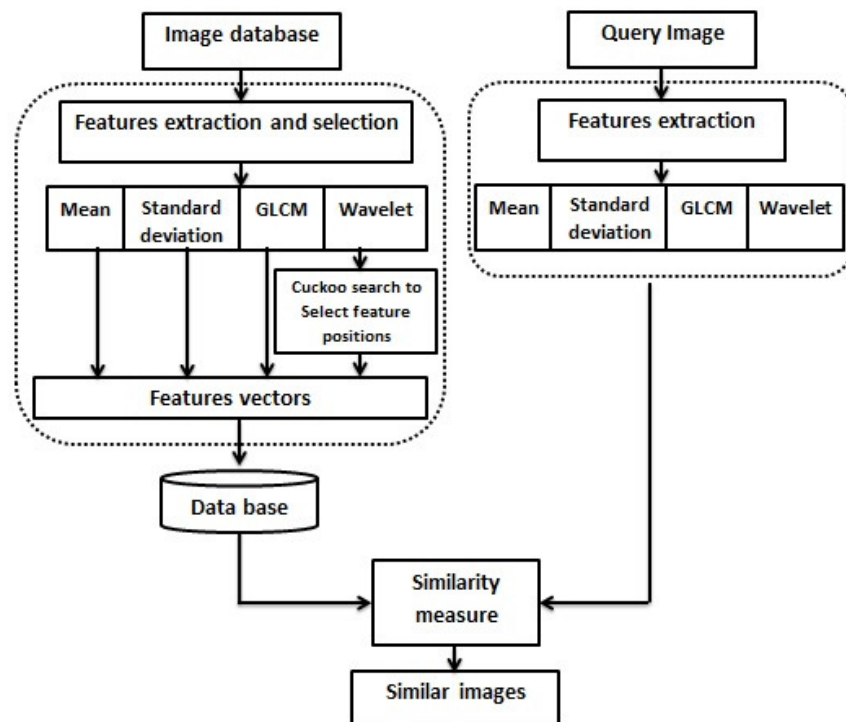 Image database
Features extraction and selection
Mean
Standard
deviation
GLCM
Wavelet
Cuckoo search to
Select feature
positions
Features vectors
Data base
Query Image
Features extraction
Mean
Standard
deviation
GLCM
Wavelet
Similarity
measure
Similar images